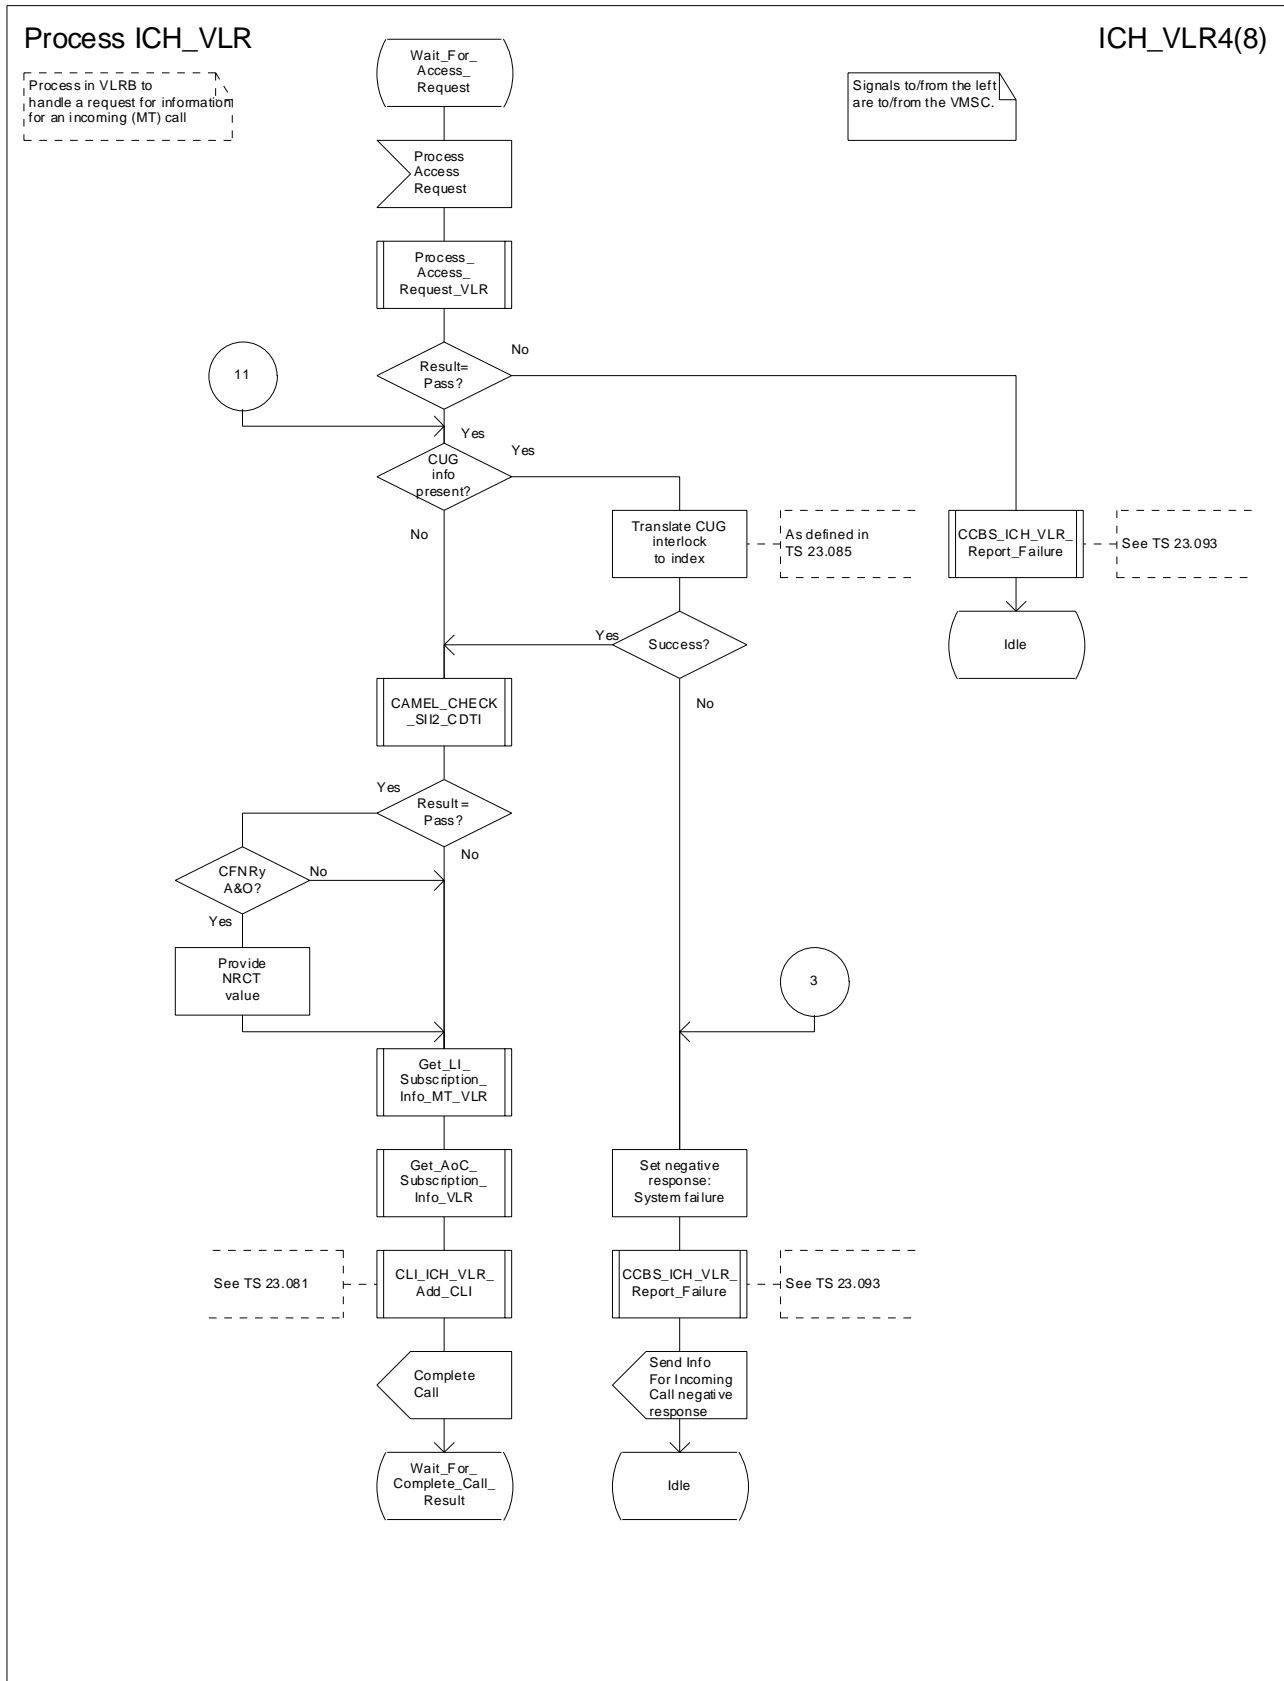 Process ICH_VLR
ICH_VLR4(8)
Process in VLRB to
handle a request for information
for an incoming (MT) call
Wait_For_
Access_
Request
Signals to/from the left
are to/from the VMSC.
Process
Access
Request
Process_
Access_
Request_VLR
No
11
Result=
Pass?
Yes
Yes
CUG
info
present?
No
Translate CUG
interlock
to index
As defined in
TS 23.085
CCBS_ICH_VLR_
Report_Failure
See TS 23.093
Yes
Success?
Idle
No
CAMEL_CHECK
_SII2_CDTI
Yes
Result=
Pass?
No
CFNRy
A&O?
No
Yes
Provide
NRCT
value
3
Get_LI_
Subscription_
Info_MT_VLR
Get_AoC_
Subscription_
Info_VLR
Set negative
response:
System failure
See TS 23.081
CLI_ICH_VLR_
Add_CLI
CCBS_ICH_VLR_
Report_Failure
See TS 23.093
Complete
Call
Send Info
For Incoming
Call negative
response
Wait_For_
Complete_Call_
Result
Idle